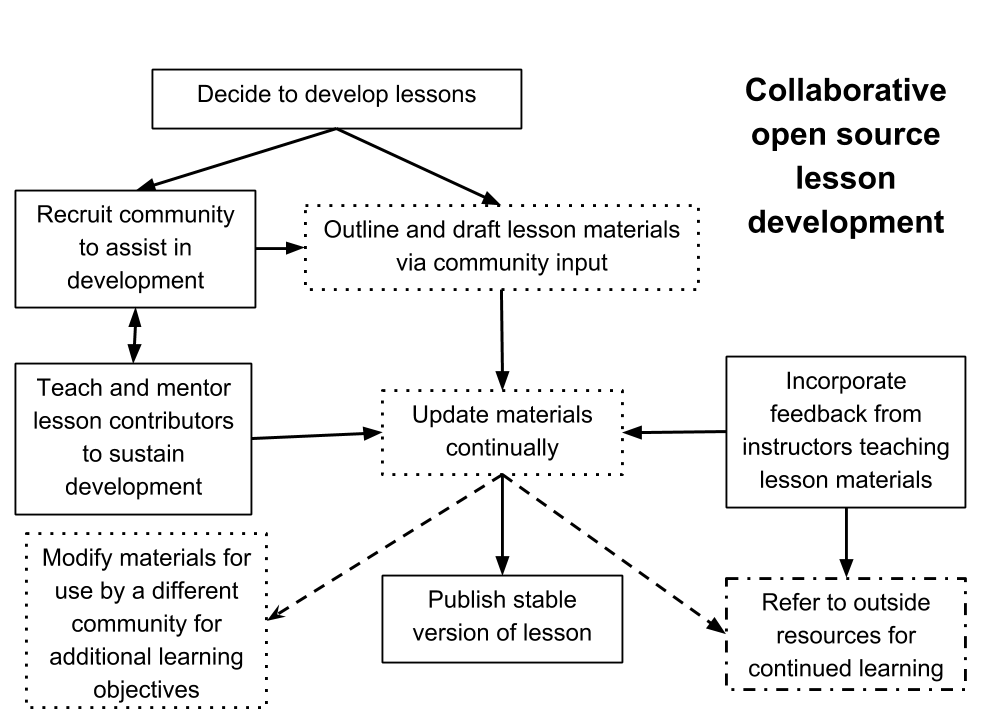 Collaborative
open source
lesson
development
Decide to develop lessons
Recruit community
to assist in
development
Outline and draft lesson materials
via community input
Teach and mentor
lesson contributors
to sustain
development
Update materials
continually
Incorporate
feedback from
instructors teaching
lesson materials
Modify materials for
use by a different
community for
additional learning
objectives
Publish stable
version of lesson
Refer to outside
resources for
continued learning